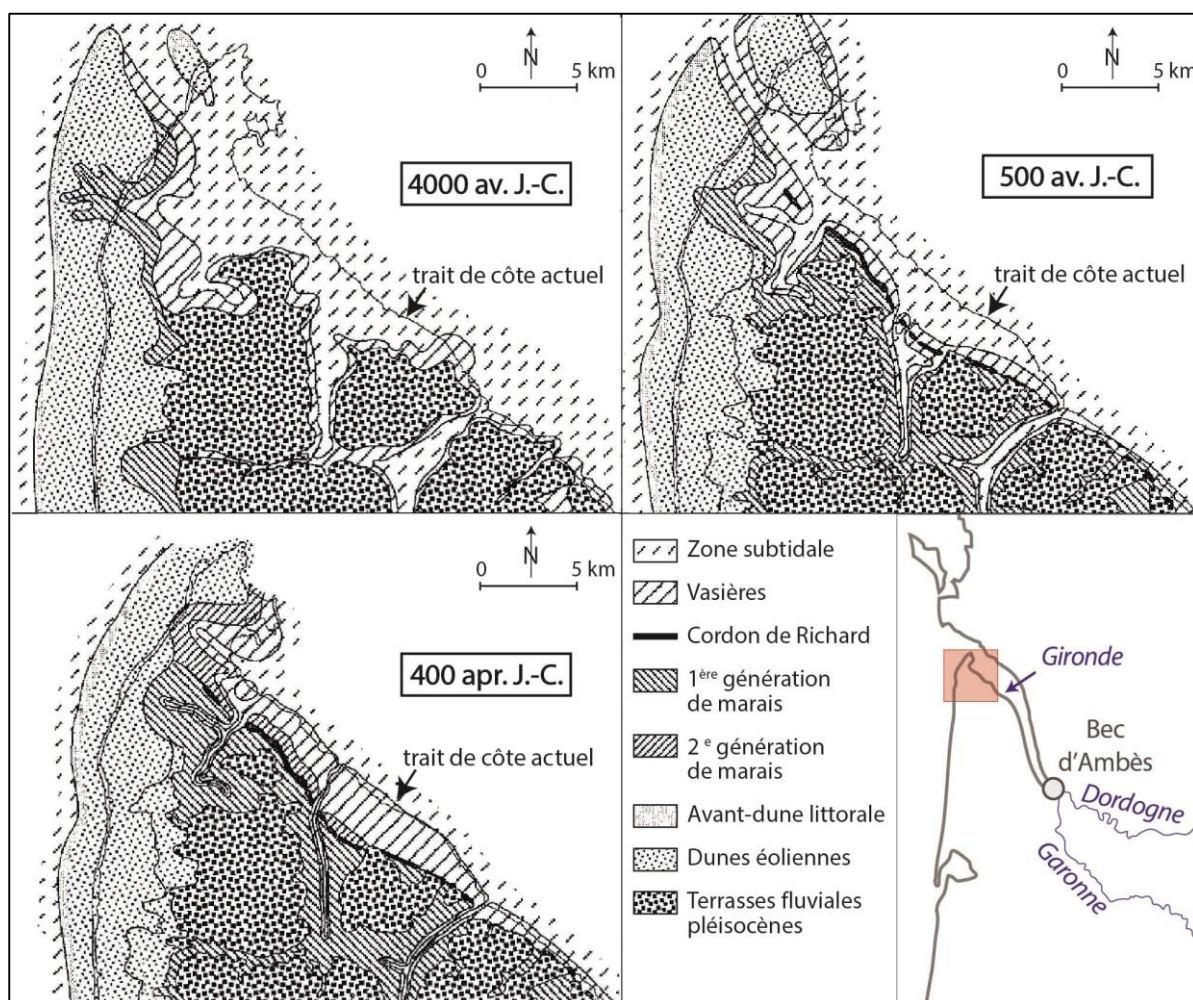 N
0 5 km
4000 av. J.-C.
trait de côte actuel
N
0 5 km
500 av. J.-C.
trait de côte actuel
N
0 5 km
400 apr. J.-C.
trait de côte actuel
Zone subtidale
Vasières
Cordon de Richard
1ère génération
de marais
2e génération
de marais
Avant-dune littorale
Dunes éoliennes
Terrasses fluviales
pléisocènes
Gironde
Bec
d'Ambès
Dordogne
Garonne